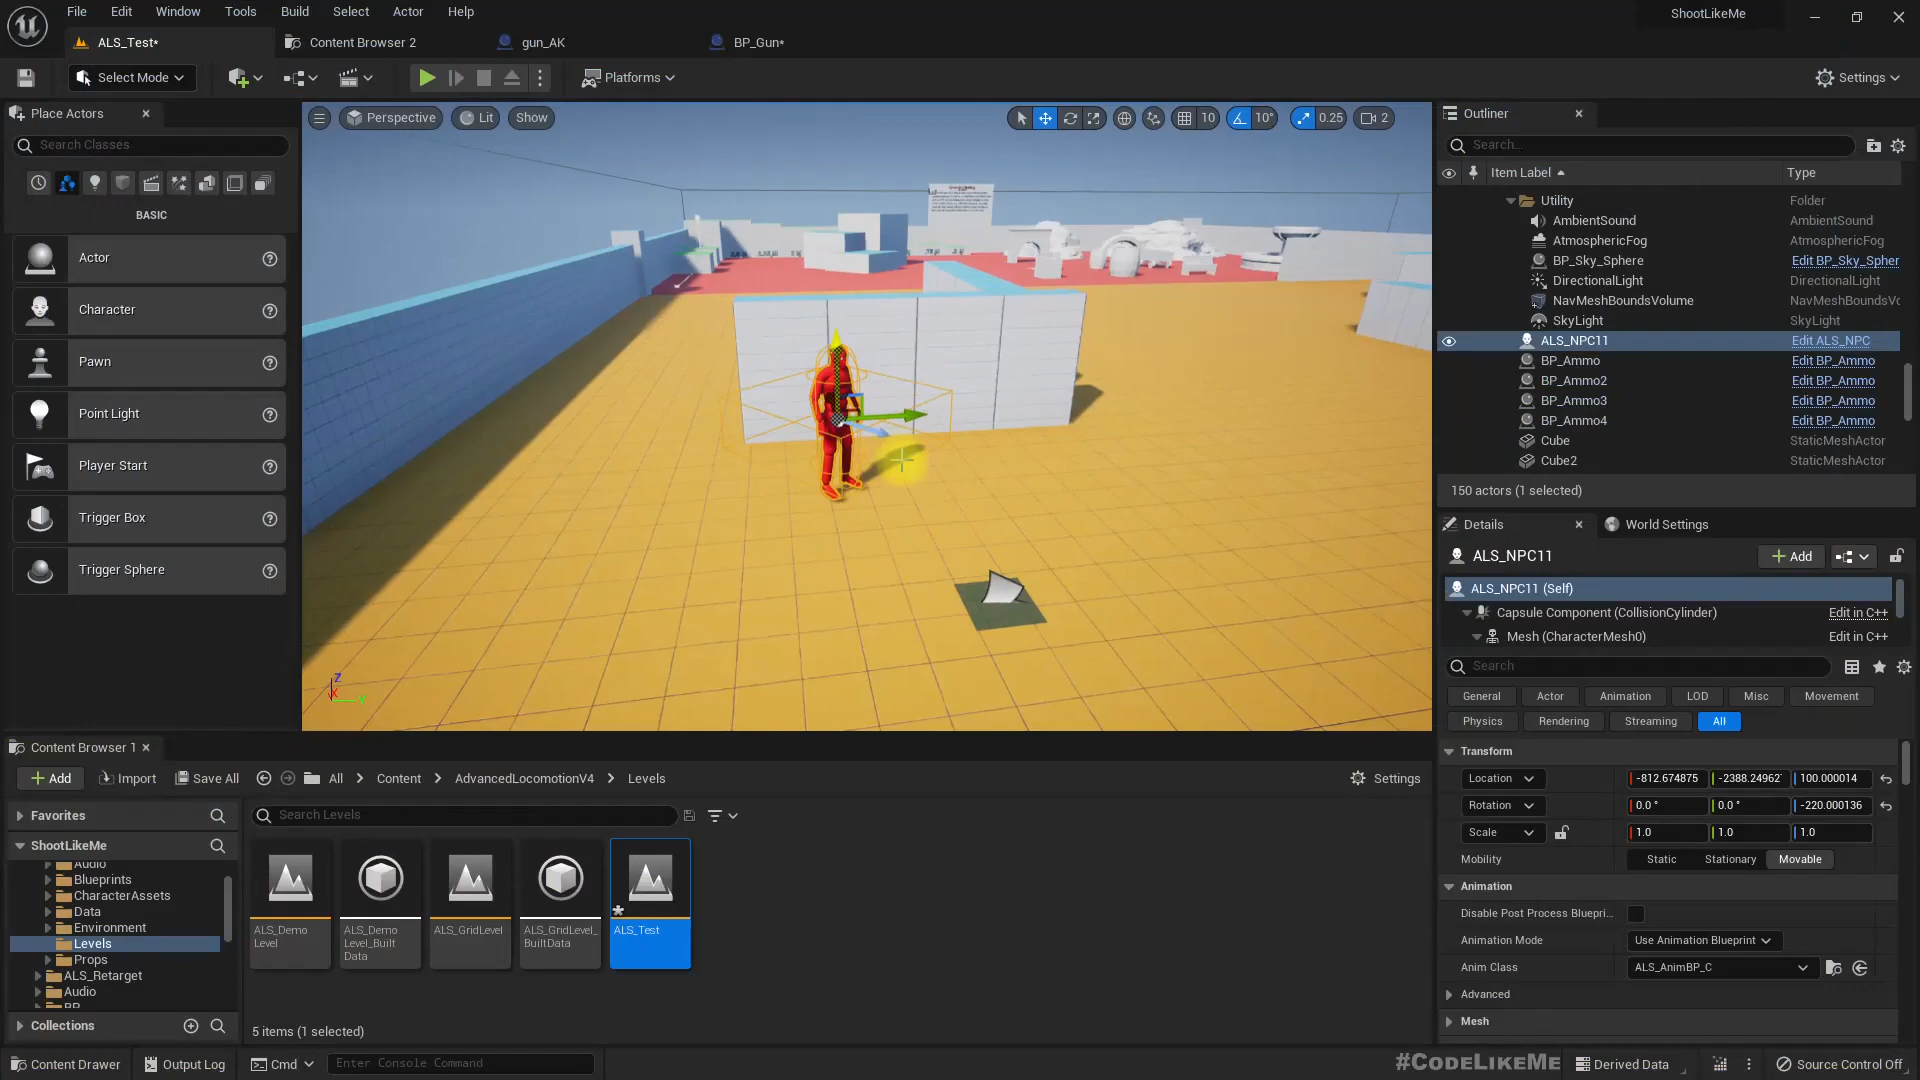 File Edit Window Tools Build Select Actor Help
ShootLikeMe
ALS_Test* Content Browser 2 gun_AK BP_Gun*
Select Mode Platforms Settings
Place Actors
Search Classes
BASIC
Actor
Character
Pawn
Point Light
Player Start
Trigger Box
Trigger Sphere
Perspective Lit Show
10 10° 0.25 2
Z
X
Y
Outliner
Search...
Item Label Type
Utility Folder
AmbientSound AmbientSound
AtmosphericFog AtmosphericFog
BP_Sky_Sphere Edit BP_Sky_Spher
DirectionalLight DirectionalLight
NavMeshBoundsVolume NavMeshBoundsVo
SkyLight SkyLight
ALS_NPC11 Edit ALS_NPC
BP_Ammo Edit BP_Ammo
BP_Ammo2 Edit BP_Ammo
BP_Ammo3 Edit BP_Ammo
BP_Ammo4 Edit BP_Ammo
Cube StaticMeshActor
Cube2 StaticMeshActor
150 actors (1 selected)
Details World Settings
ALS_NPC11 Add
ALS_NPC11 (Self)
Capsule Component (CollisionCylinder) Edit in C++
Mesh (CharacterMesh0) Edit in C++
Search
General Actor Animation LOD Misc Movement
Physics Rendering Streaming All
Transform
Location -812.674875 -2388.24962 100.000014
Rotation 0.0 ° 0.0 ° -220.000136
Scale 1.0 1.0 1.0
Mobility Static Stationary Movable
Animation
Disable Post Process Bluepri...
Animation Mode Use Animation Blueprint
Anim Class ALS_AnimBP_C
Advanced
Mesh
Content Browser 1
Add Import Save All All Content AdvancedLocomotionV4 Levels Settings
Favorites
ShootLikeMe
Audio
Blueprints
CharacterAssets
Data
Environment
Levels
Props
ALS_Retarget
Audio
BP
Collections
Search Levels
ALS_Demo
Level
ALS_Demo
Level_Built
Data
ALS_GridLevel
ALS_GridLevel_
BuiltData
ALS_Test
5 items (1 selected)
Content Drawer Output Log Cmd Enter Console Command
#CodeLikeMe
Derived Data Source Control Off